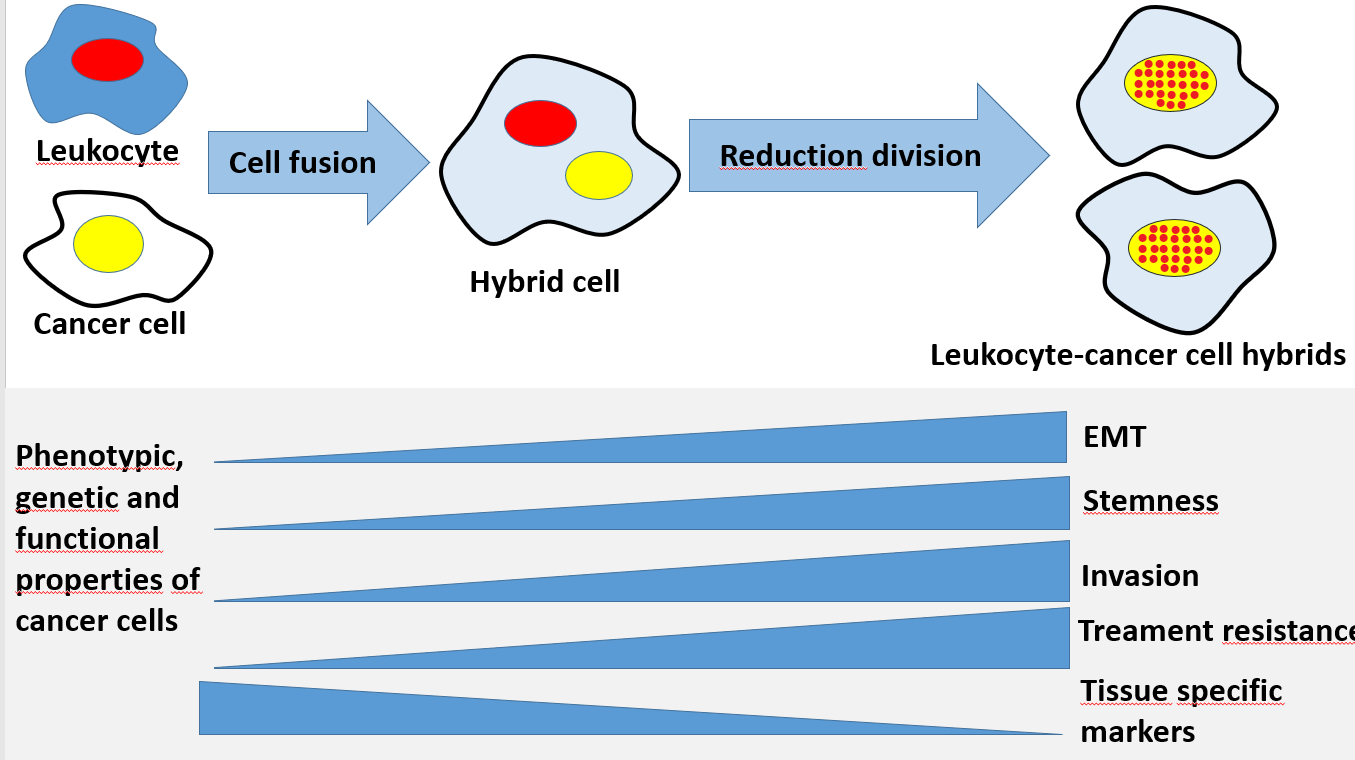 Leukocyte
Cell fusion
Reduction division
Cancer cell
Hybrid cell
Leukocyte-cancer cell hybrids
Phenotypic,
genetic and
functional
properties of
cancer cells
EMT
Stemness
Invasion
Treament resistance
Tissue specific
markers